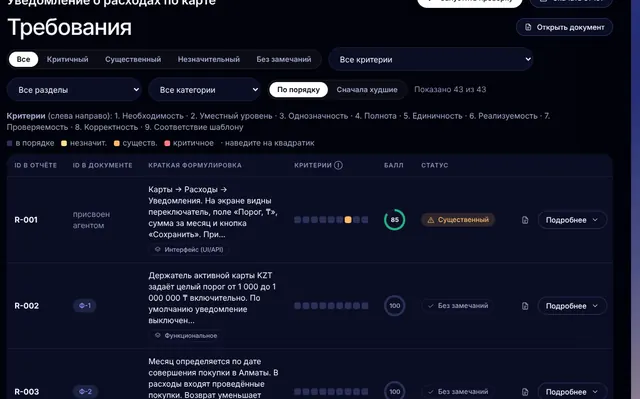 Уведомление о расходах по карте
Требования
Открыть документ
Все Критичный Существенный Незначительный Без замечаний Все критерии
Все разделы Все категории По порядку Сначала худшие Показано 43 из 43
Критерии (слева направо): 1. Необходимость · 2. Уместный уровень · 3. Однозначность · 4. Полнота · 5. Единичность · 6. Реализуемость · 7.
Проверяемость · 8. Корректность · 9. Соответствие шаблону
в порядке незначит. существ. критичное · наведите на квадратик
ID В ОТЧЁТЕ ID В ДОКУМЕНТЕ КРАТКАЯ ФОРМУЛИРОВКА КРИТЕРИИ БАЛЛ СТАТУС
R-001 присвоен агентом
Карты → Расходы →
Уведомления. На экране видны
переключатель, поле «Порог, ₸»,
сумма за месяц и кнопка
«Сохранить». При...
Интерфейс (UI/API)
85 Существенный Подробнее
R-002 Ф-1
Держатель активной карты KZT
задаёт целый порог от 1 000 до 1
000 000 ₸ включительно. По
умолчанию уведомление
выключен...
Функциональное
100 Без замечаний Подробнее
R-003 Ф-2
Месяц определяется по дате
совершения покупки в Алматы. В
расходы входят проведённые
покупки. Возврат уменьшает
100 Без замечаний Подробнее